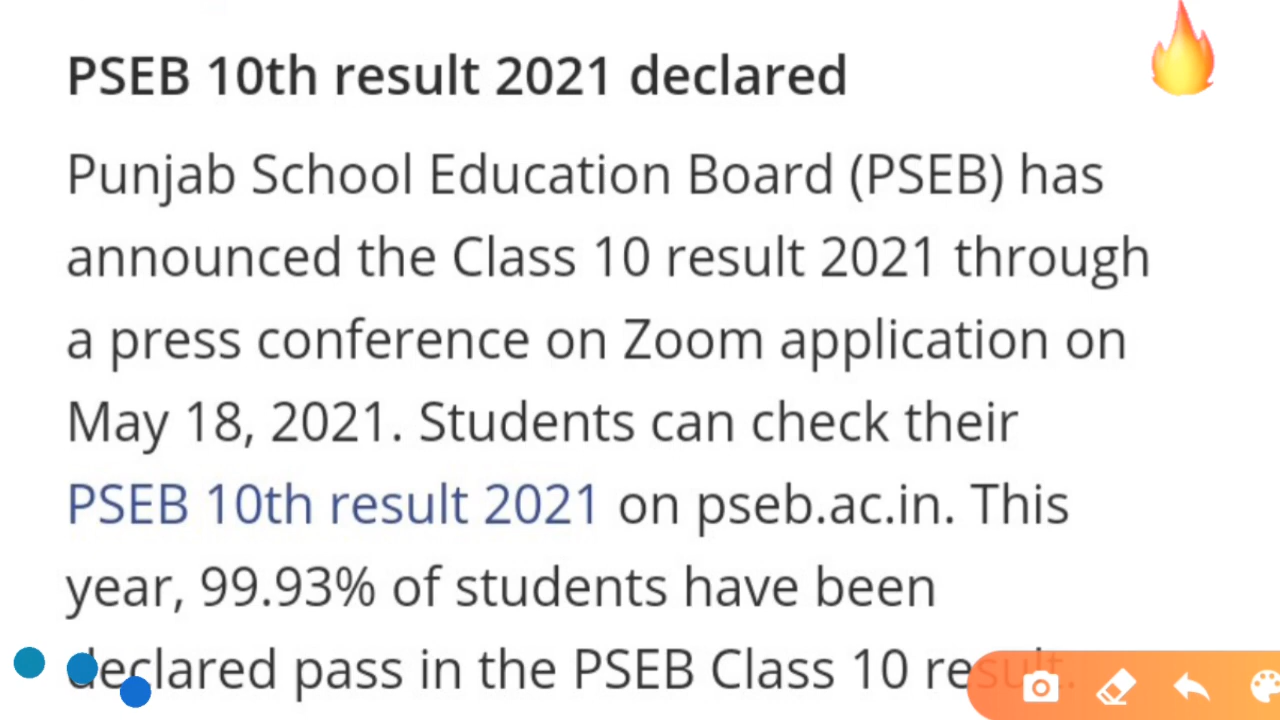 PSEB 10th result 2021 declared
Punjab School Education Board (PSEB) has
announced the Class 10 result 2021 through
a press conference on Zoom application on
May 18, 2021. Students can check their
PSEB 10th result 2021 on pseb.ac.in. This
year, 99.93% of students have been
declared pass in the PSEB Class 10 result.